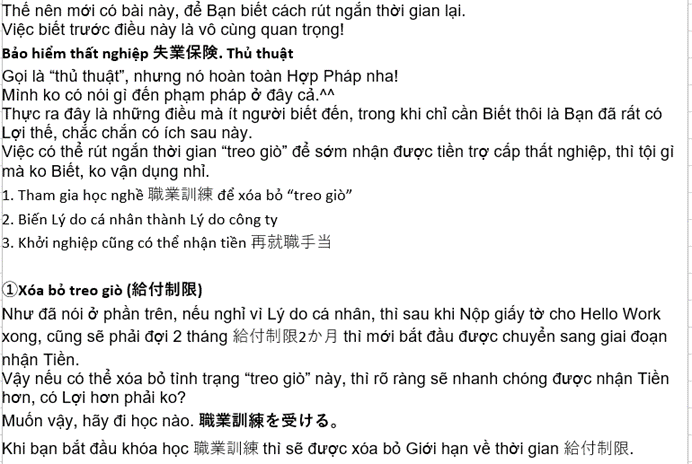 Thế nên mới có bài này, để Bạn biết cách rút ngắn thời gian lại.
Việc biết trước điều này là vô cùng quan trọng!
Bảo hiểm thất nghiệp 失業保険. Thủ thuật
Gọi là “thủ thuật”, nhưng nó hoàn toàn Hợp Pháp nha!
Mình ko có nói gì đến phạm pháp ở đây cả.^^
Thực ra đây là những điều mà ít người biết đến, trong khi chỉ cần Biết thôi là Bạn đã rất có
Lợi thế, chắc chắn có ích sau này.
Việc có thể rút ngắn thời gian “treo giò” để sớm nhận được tiền trợ cấp thất nghiệp, thì tội gì
mà ko Biết, ko vận dụng nhỉ.
1. Tham gia học nghề 職業訓練 để xóa bỏ “treo giò”
2. Biến Lý do cá nhân thành Lý do công ty
3. Khởi nghiệp cũng có thể nhận tiền 再就職手当
①Xóa bỏ treo giò (給付制限)
Như đã nói ở phần trên, nếu nghỉ vì Lý do cá nhân, thì sau khi Nộp giấy tờ cho Hello Work
xong, cũng sẽ phải đợi 2 tháng 給付制限2か月 thì mới bắt đầu được chuyển sang giai đoạn
nhận Tiền.
Vậy nếu có thể xóa bỏ tình trạng “treo giò” này, thì rõ ràng sẽ nhanh chóng được nhận Tiền
hơn, có Lợi hơn phải ko?
Muốn vậy, hãy đi học nào. 職業訓練を受ける。
Khi bạn bắt đầu khóa học 職業訓練 thì sẽ được xóa bỏ Giới hạn về thời gian 給付制限.